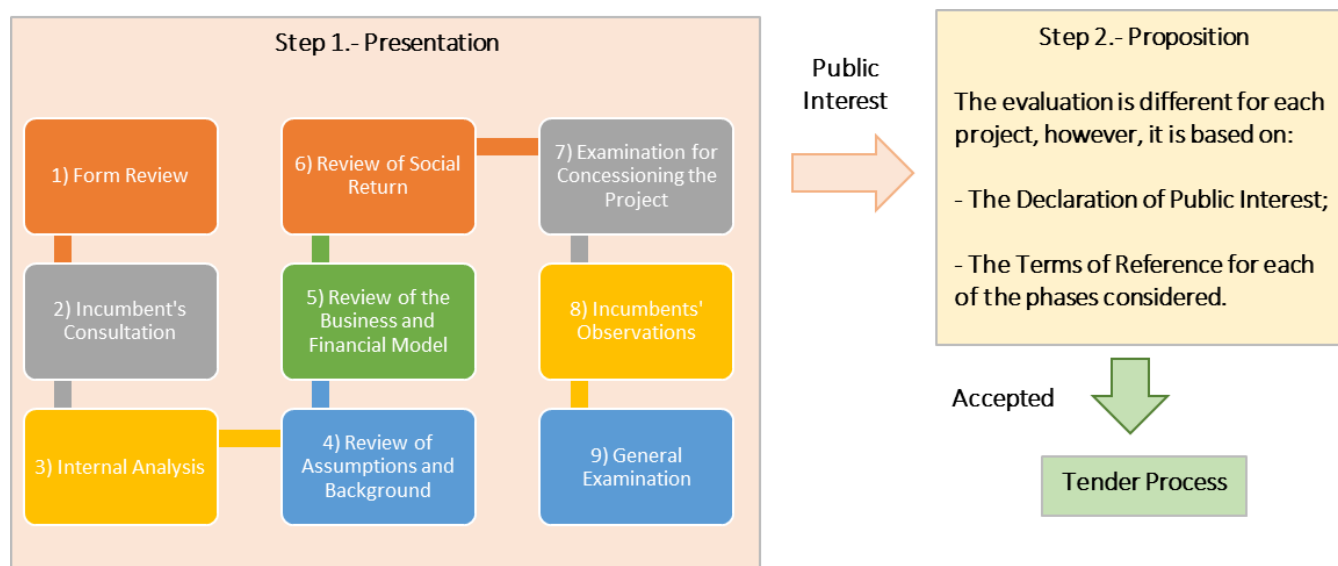 Step 1.- Presentation
1) Form Review
2) Incumbent's
Consultation
3) Internal Analysis
4) Review of
Assumptions and
Background
5) Review of the
Business and
Financial Model
6) Review of Social
Return
7) Examination for
Concessioning the
Project
8) Incumbents'
Observations
9) General
Examination
Public
Interest
Step 2.- Proposition
The evaluation is different for each
project, however, it is based on:
- The Declaration of Public Interest;
- The Terms of Reference for each
of the phases considered.
Accepted
Tender Process